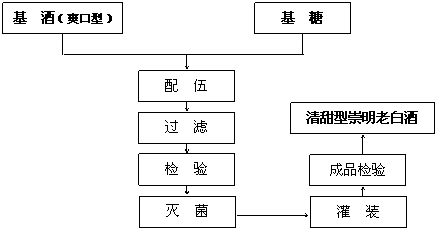 基 酒（爽口型）
基 糖
配 伍
过 滤
检 验
灭 菌
灌 装
成品检验
清甜型崇明老白酒